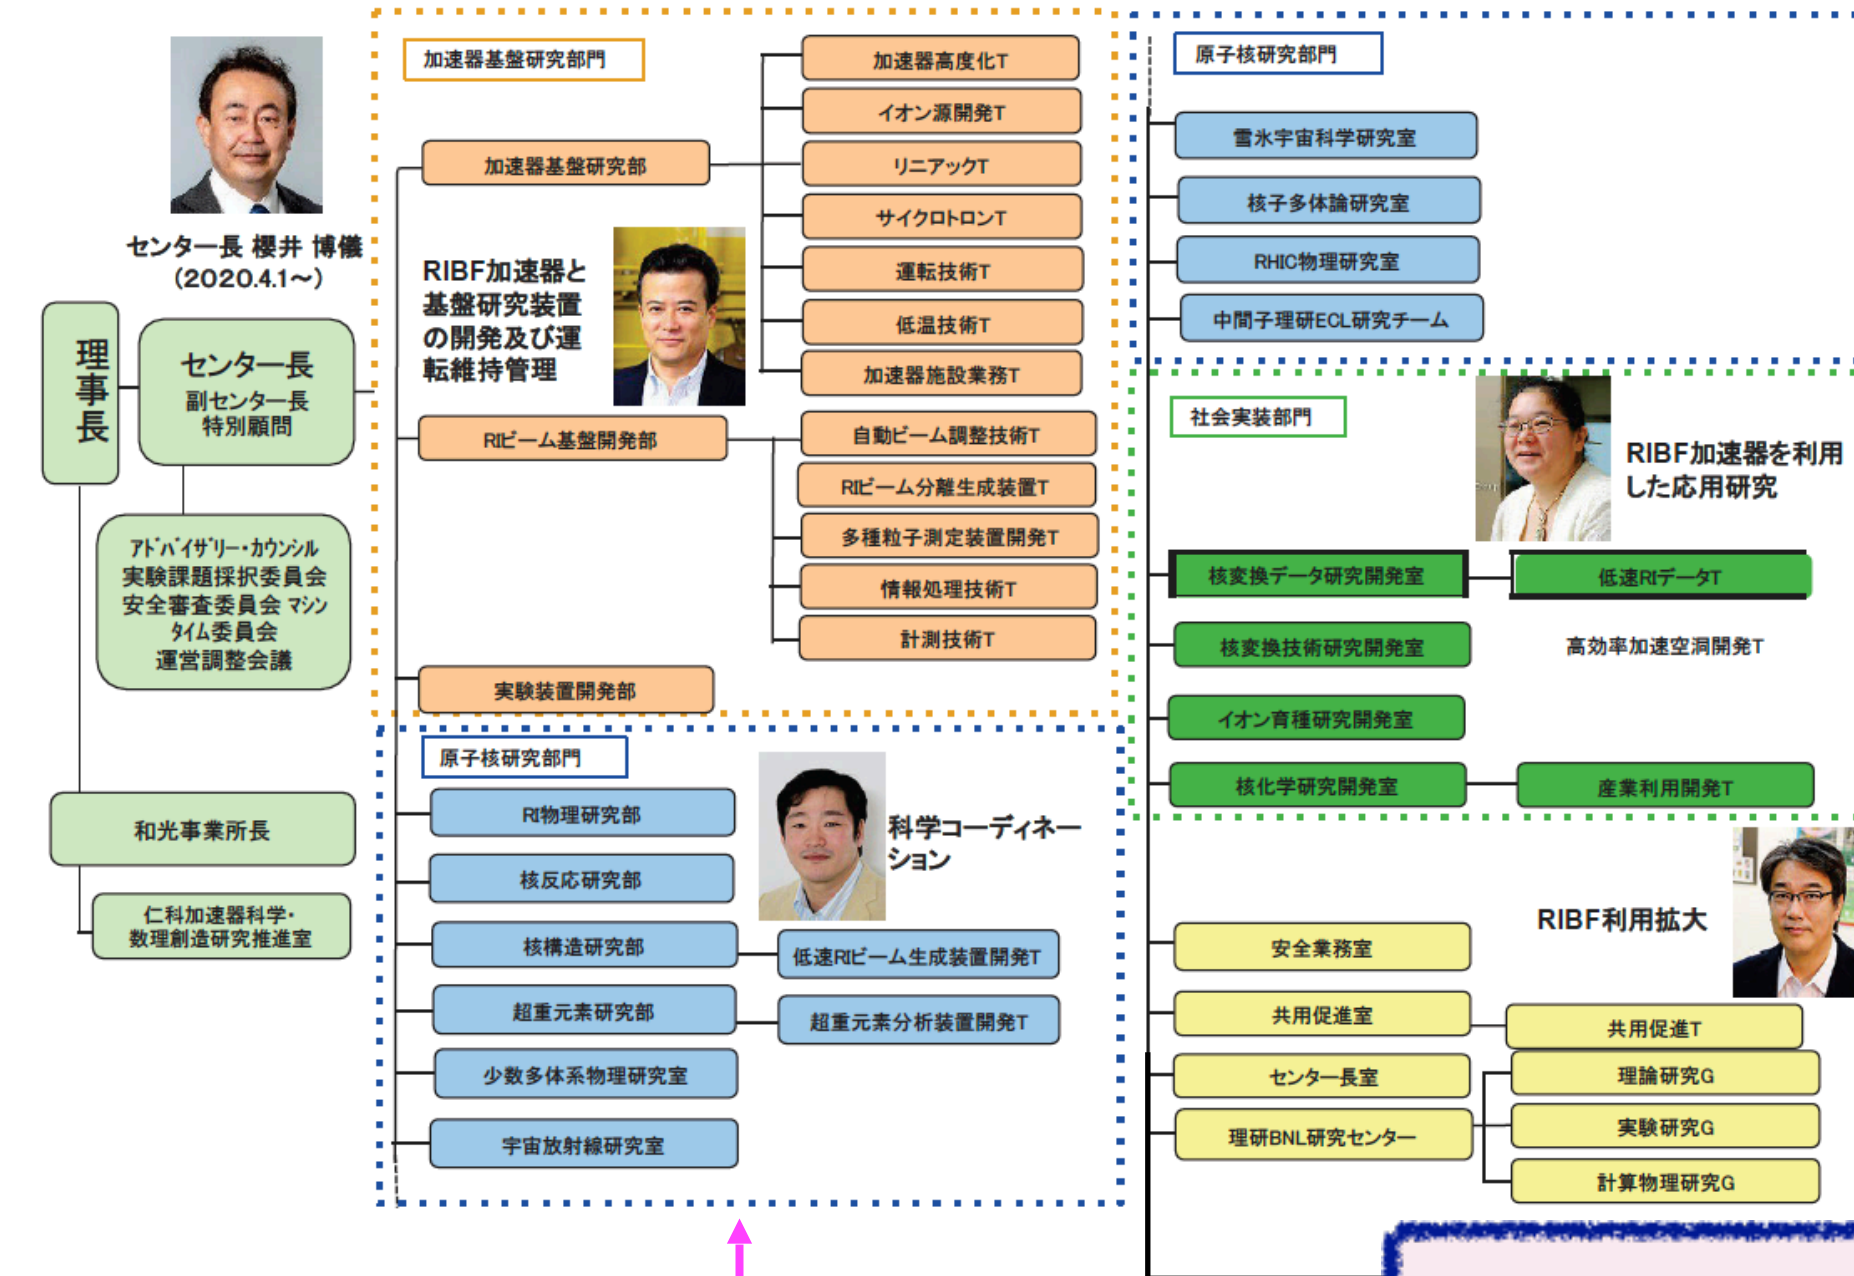 センター長 櫻井 博儀
(2020.4.1～)
理事長
センター長
副センター長
特別顧問
アドバイザリー・カウンシル
実験課題採択委員会
安全審査委員会 マシン
タイム委員会
運営調整会議
和光事業所長
仁科加速器科学・
数理創造研究推進室
加速器基盤研究部門
加速器基盤研究部
加速器高度化T
イオン源開発T
リニアックT
サイクロトロンT
運転技術T
低温技術T
加速器施設業務T
RIBF加速器と
基盤研究装置
の開発及び運
転維持管理
RIビーム基盤開発部
自動ビーム調整技術T
RIビーム分離生成装置T
多種粒子測定装置開発T
情報処理技術T
計測技術T
実験装置開発部
原子核研究部門
RI物理研究部
核反応研究部
核構造研究部
超重元素研究部
少数多体系物理研究室
宇宙放射線研究室
科学コーディネー
ション
低速RIビーム生成装置開発T
超重元素分析装置開発T
原子核研究部門
雪氷宇宙科学研究室
核子多体論研究室
RHIC物理研究室
中間子理研ECL研究チーム
社会実装部門
RIBF加速器を利用
した応用研究
核変換データ研究開発室
低速RIデータT
核変換技術研究開発室
高効率加速空洞開発T
イオン育種研究開発室
核化学研究開発室
産業利用開発T
RIBF利用拡大
安全業務室
共用促進室
共用促進T
センター長室
理研BNL研究センター
理論研究G
実験研究G
計算物理研究G